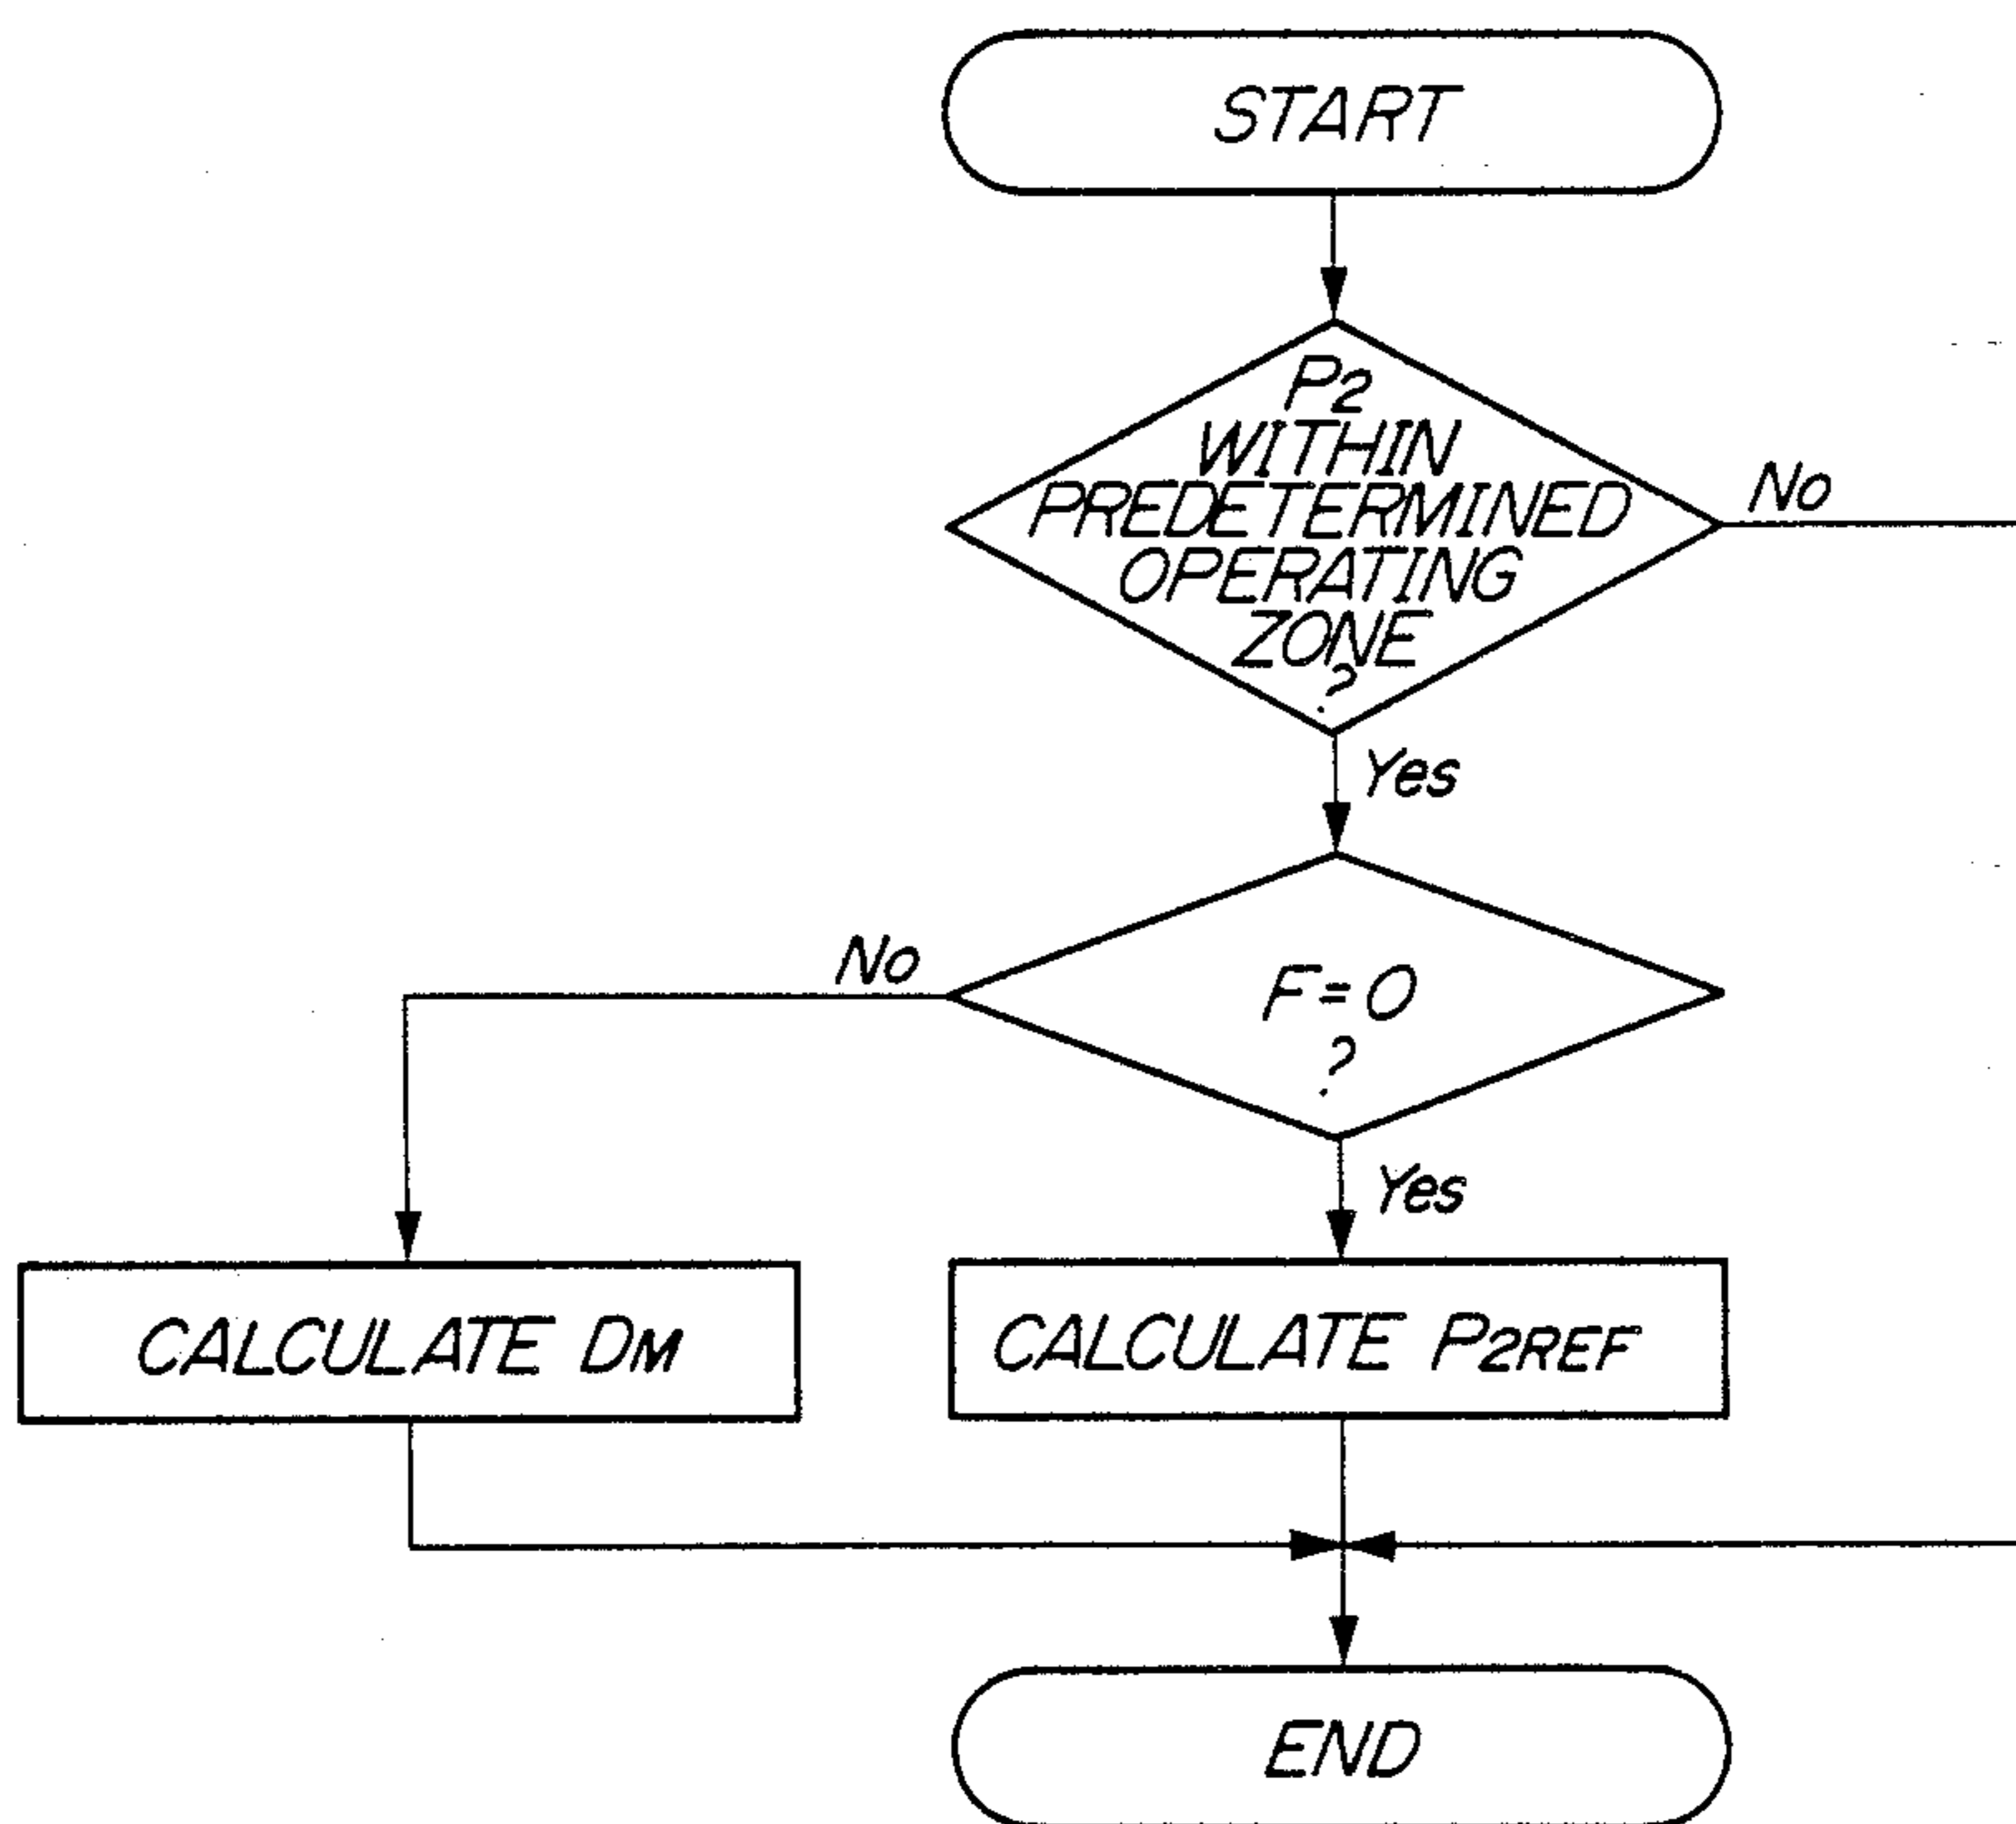 START
P2
WITHIN
PREDETERMINED
OPERATING
ZONE
?
No
Yes
F=0
?
No
Yes
CALCULATE DM
CALCULATE P2REF
END